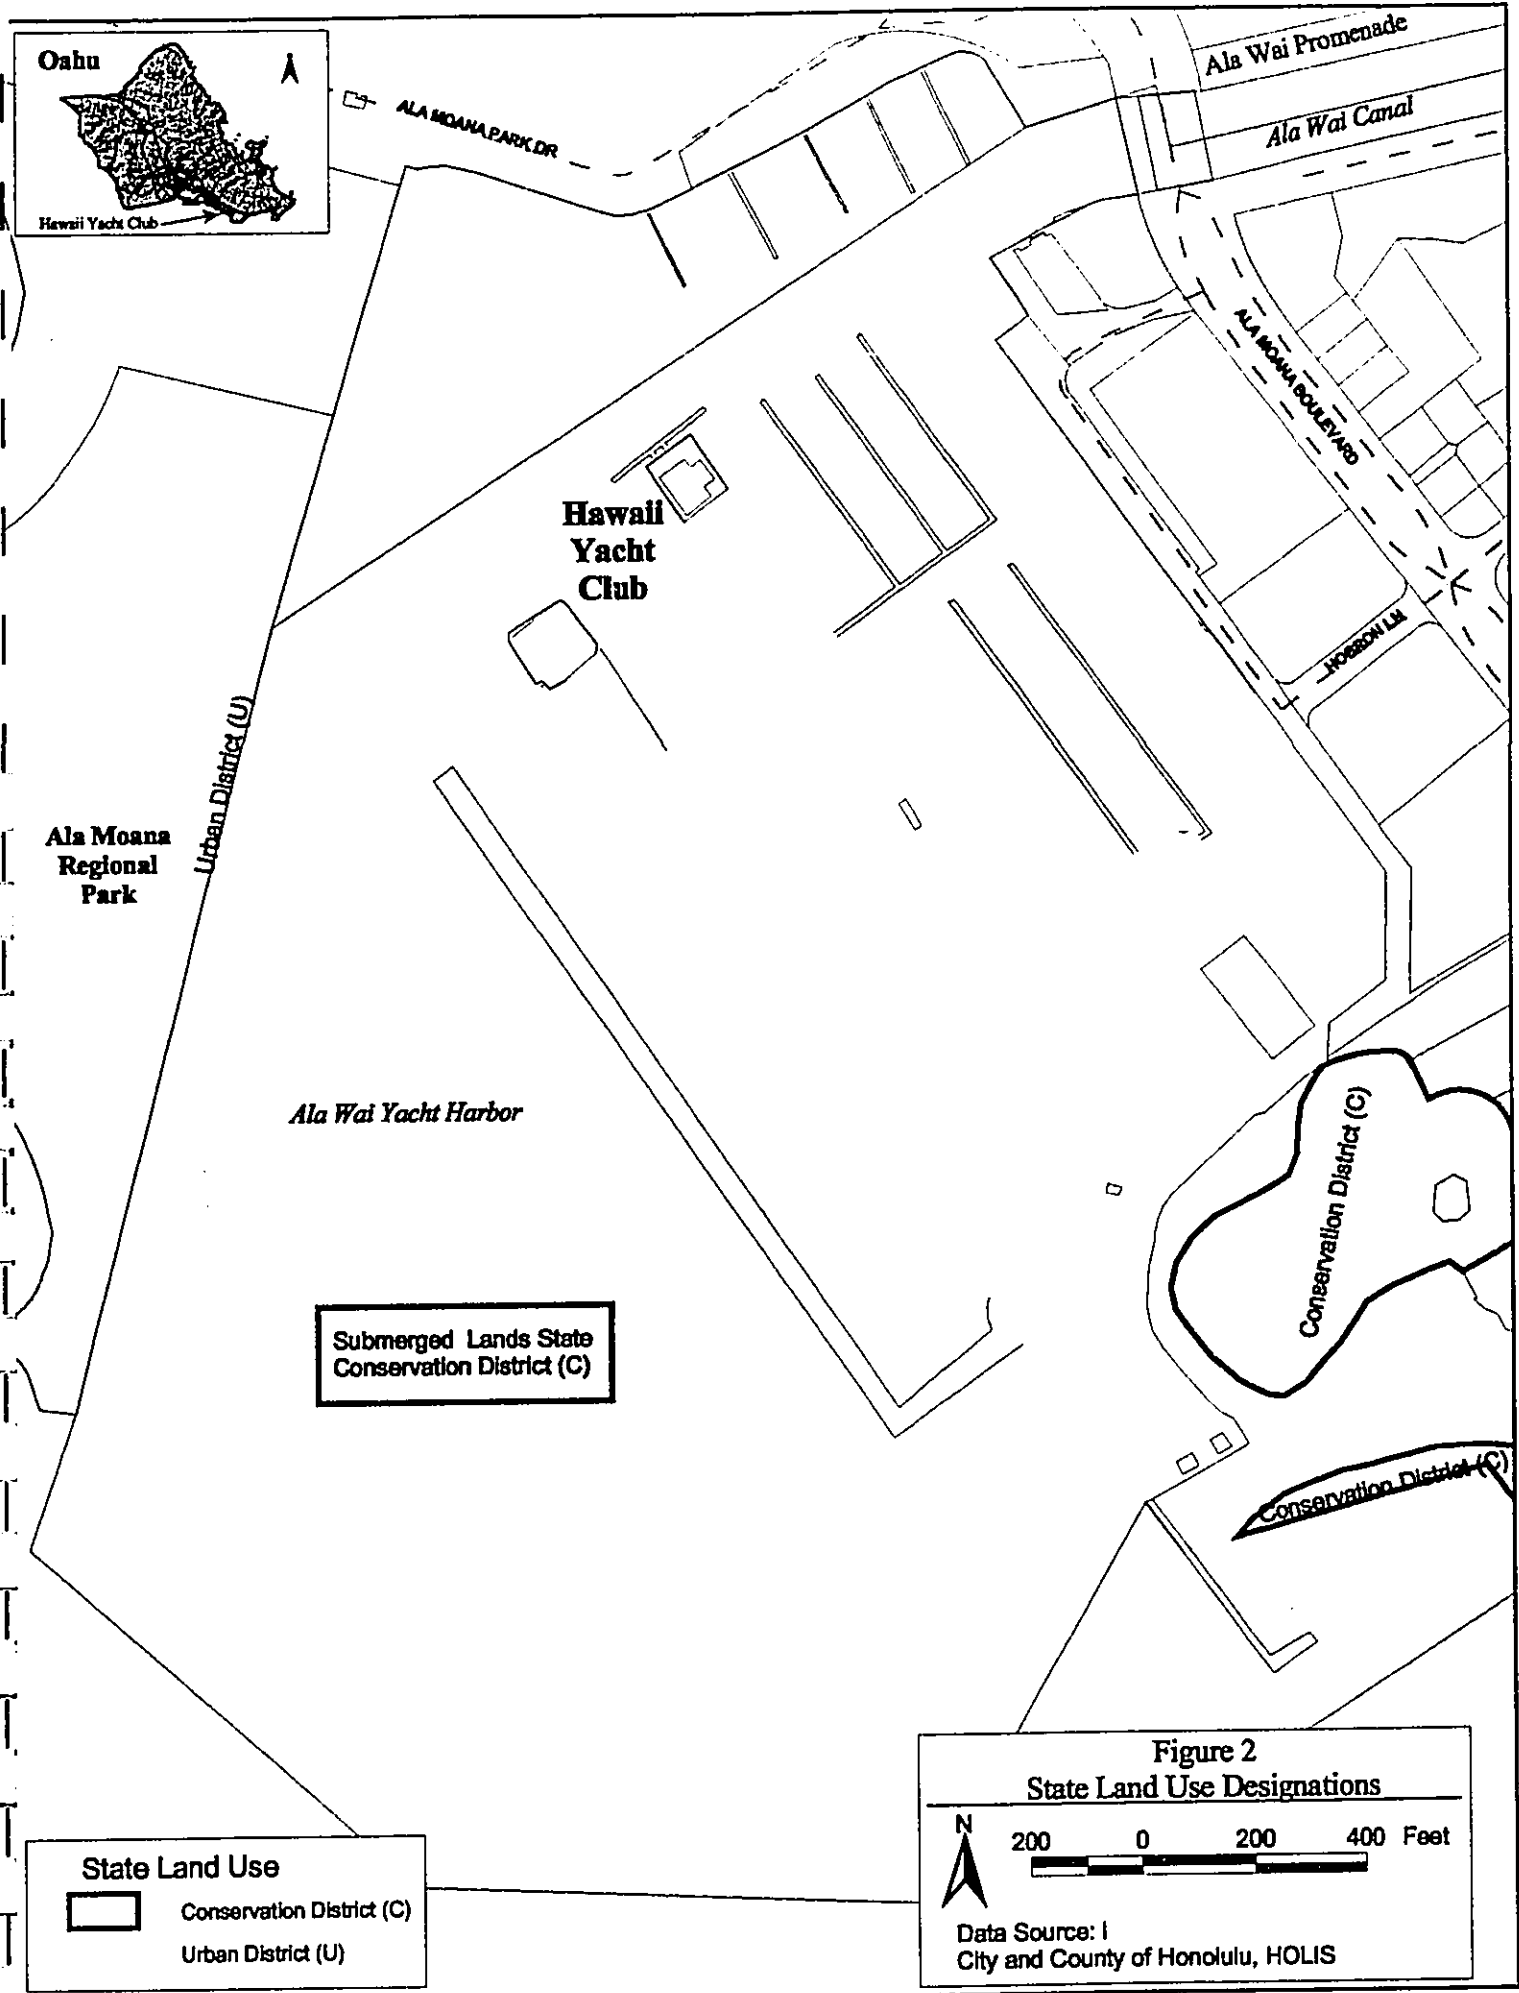 Oahu
Hawaii Yacht Club
ALA MOANA PARK DR
Ala Wai Promenade
Ala Wai Canal
ALA MOANA BOULEVARD
HOBRON LN
Hawaii
Yacht
Club
Urban District (U)
Ala Moana
Regional
Park
Ala Wai Yacht Harbor
Conservation District (C)
Submerged Lands State
Conservation District (C)
Conservation District (C)
Figure 2
State Land Use Designations
N
200 0 200 400 Feet
Data Source: l
City and County of Honolulu, HOLIS
State Land Use
Conservation District (C)
Urban District (U)